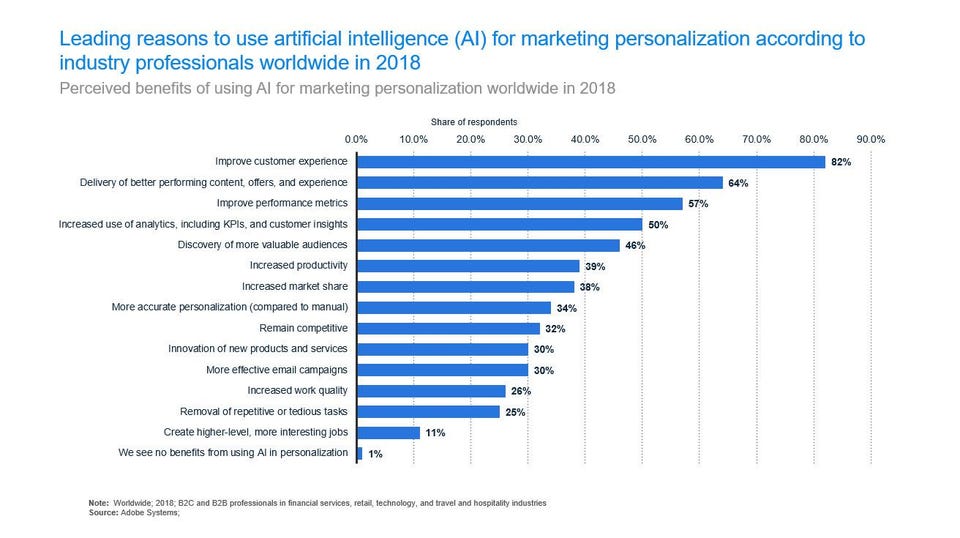 Leading reasons to use artificial intelligence (AI) for marketing personalization according to
industry professionals worldwide in 2018
Perceived benefits of using AI for marketing personalization worldwide in 2018
Share of respondents
0.0% 10.0% 20.0% 30.0% 40.0% 50.0% 60.0% 70.0% 80.0% 90.0%
Improve customer experience 82%
Delivery of better performing content, offers, and experience 64%
Improve performance metrics 57%
Increased use of analytics, including KPIs, and customer insights 50%
Discovery of more valuable audiences 46%
Increased productivity 39%
Increased market share 38%
More accurate personalization (compared to manual) 34%
Remain competitive 32%
Innovation of new products and services 30%
More effective email campaigns 30%
Increased work quality 26%
Removal of repetitive or tedious tasks 25%
Create higher-level, more interesting jobs 11%
We see no benefits from using AI in personalization 1%
Note: Worldwide; 2018; B2C and B2B professionals in financial services, retail, technology, and travel and hospitality industries
Source: Adobe Systems;